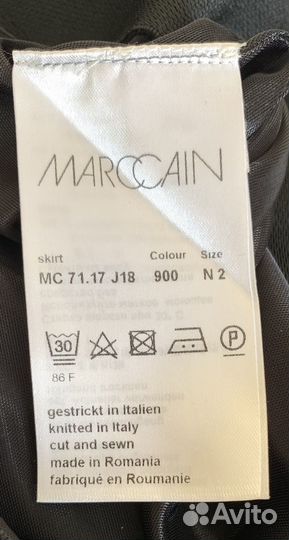 MARCCAIN
skirt Colour Size
MC 71.17 J18 900 N 2
30 P
86 F
gestrickt in Italien
knitted in Italy
cut and sewn
made in Romania
fabriqué en Roumanie
Avito